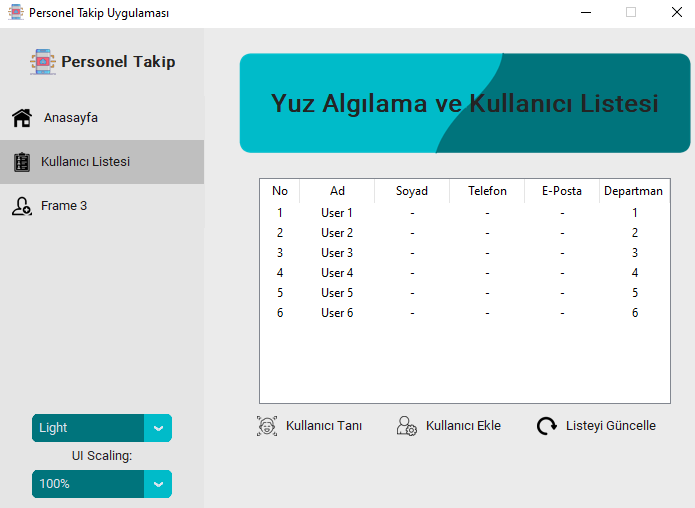 Personel Takip Uygulaması
Personel Takip
Anasayfa
Kullanıcı Listesi
Frame 3
Light
UI Scaling:
100%
Yuz Algılama ve Kullanıcı Listesi
No Ad Soyad Telefon E-Posta Departman
1 User 1 - - - 1
2 User 2 - - - 2
3 User 3 - - - 3
4 User 4 - - - 4
5 User 5 - - - 5
6 User 6 - - - 6
Kullanıcı Tanı Kullanıcı Ekle Listeyi Güncelle